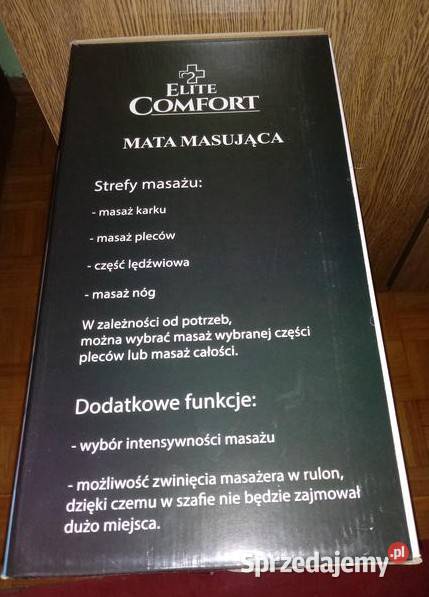 ELITE
COMFORT
MATA MASUJĄCA
Strefy masażu:
- masaż karku
- masaż pleców
- część lędźwiowa
- masaż nóg
W zależności od potrzeb,
można wybrać masaż wybranej części
pleców lub masaż całości.
Dodatkowe funkcje:
- wybór intensywności masażu
- możliwość zwinięcia masażera w rulon,
dzięki czemu w szafie nie będzie zajmował
dużo miejsca.
Sprzedajemy.pl